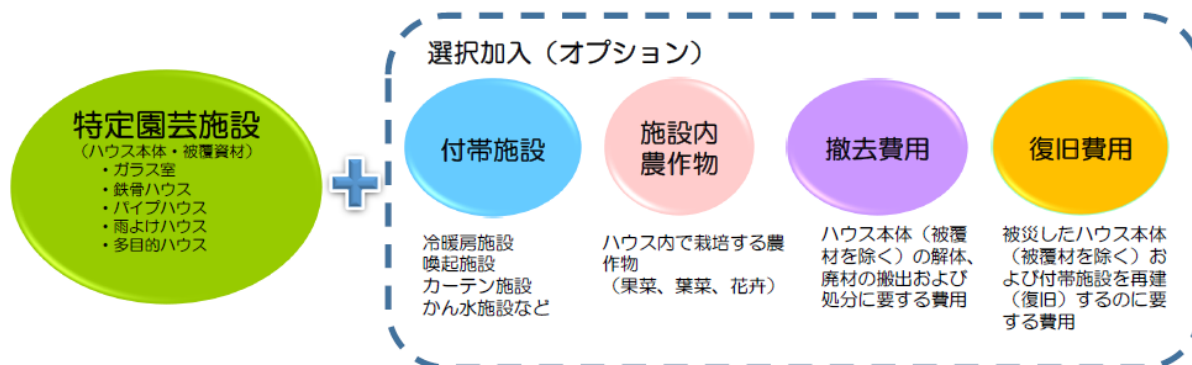 特定園芸施設
（ハウス本体・被覆資材）
・ガラス室
・鉄骨ハウス
・パイプハウス
・雨よけハウス
・多目的ハウス
選択加入（オプション）
付帯施設
冷暖房施設
喚起施設
カーテン施設
かん水施設など
施設内
農作物
ハウス内で栽培する農
作物
（果菜、葉菜、花卉）
撤去費用
ハウス本体（被覆
材を除く）の解体、
廃材の搬出および
処分に要する費用
復旧費用
被災したハウス本体
（被覆材を除く）お
よび付帯施設を再建
（復旧）するのに要
する費用